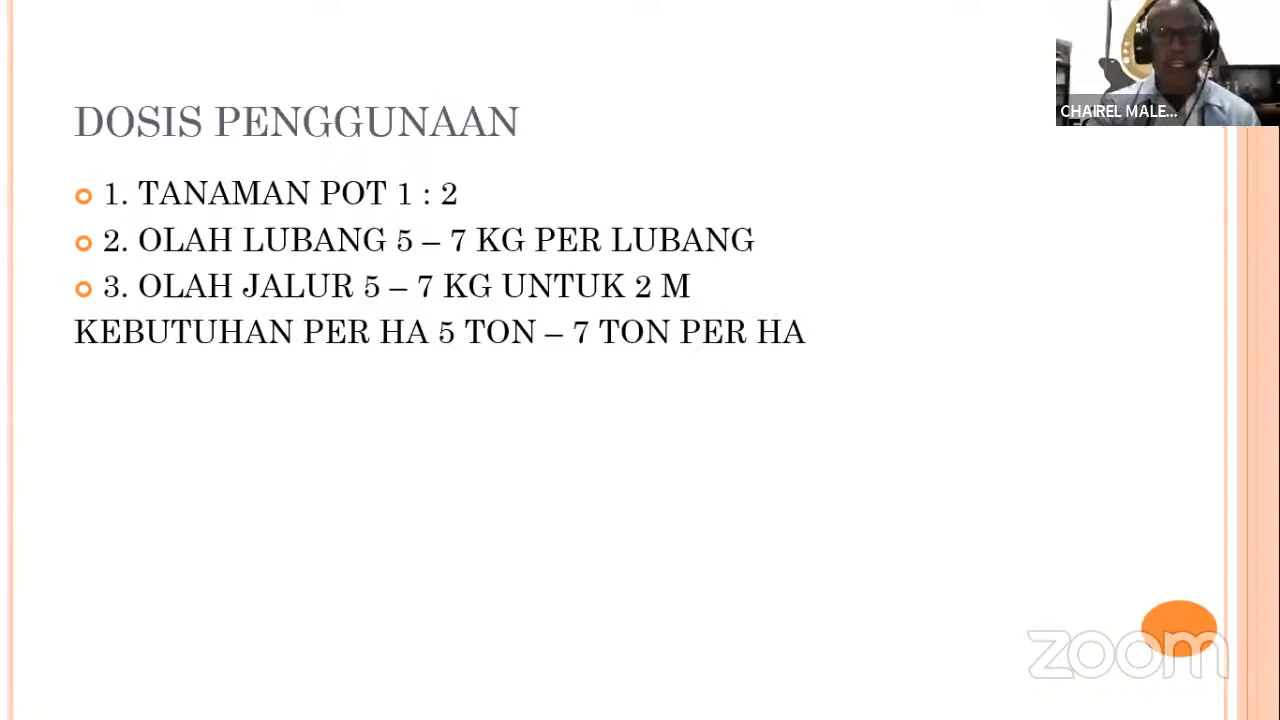 CHAIREL MALE...
DOSIS PENGGUNAAN
1. TANAMAN POT 1 : 2
2. OLAH LUBANG 5 – 7 KG PER LUBANG
3. OLAH JALUR 5 – 7 KG UNTUK 2 M
KEBUTUHAN PER HA 5 TON – 7 TON PER HA
zoom